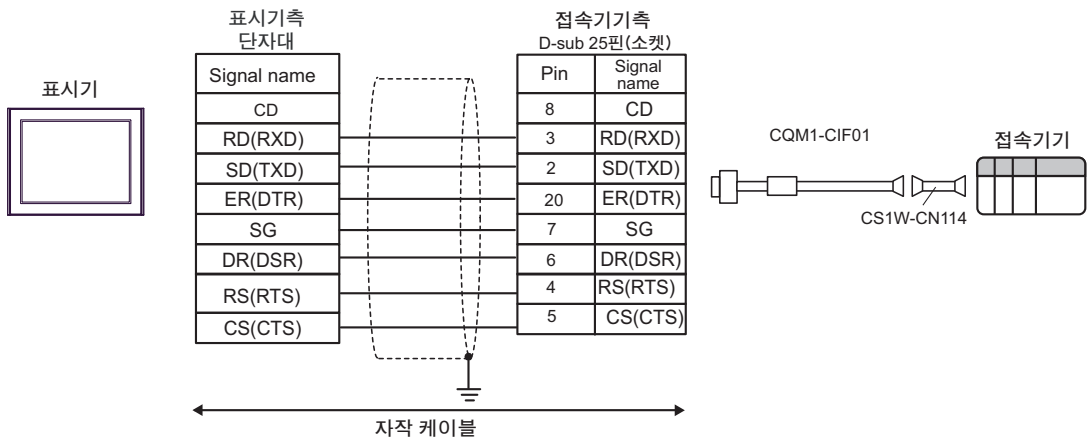 표시기
표시기측
단자대
Signal name
CD
RD(RXD)
SD(TXD)
ER(DTR)
SG
DR(DSR)
RS(RTS)
CS(CTS)
접속기기측
D-sub 25핀(소켓)
Pin Signal name
8 CD
3 RD(RXD)
2 SD(TXD)
20 ER(DTR)
7 SG
6 DR(DSR)
4 RS(RTS)
5 CS(CTS)
자작 케이블
CQM1-CIF01
CS1W-CN114
접속기기